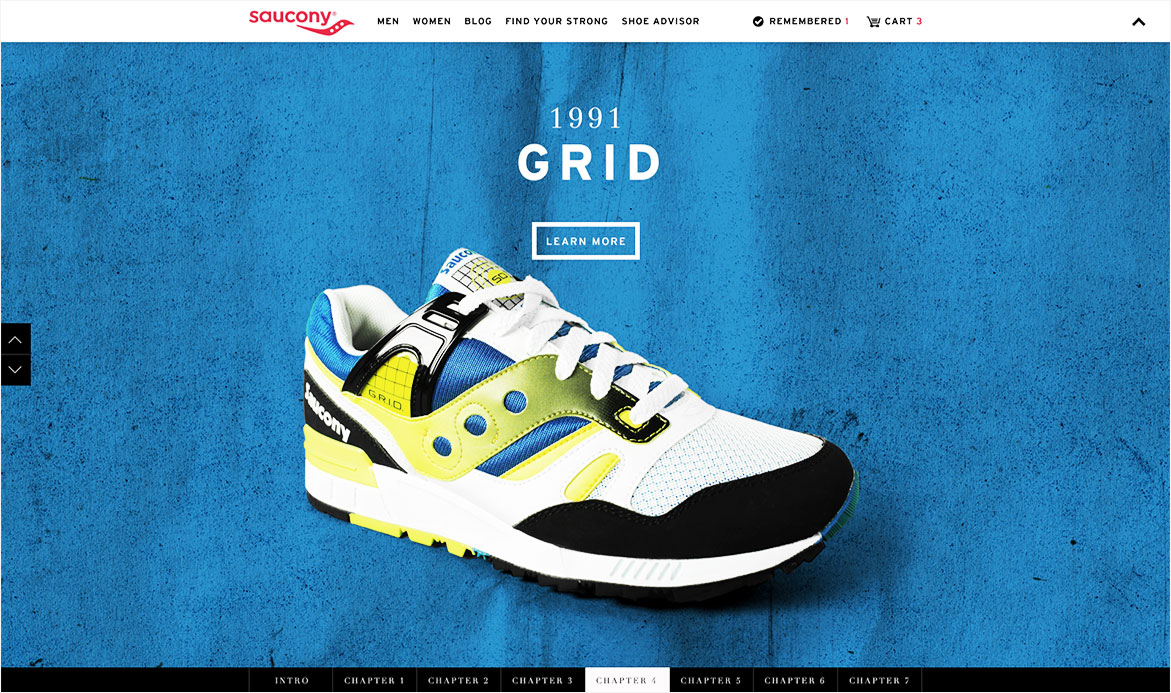 saucony®
MEN WOMEN BLOG FIND YOUR STRONG SHOE ADVISOR
REMEMBERED 1 CART 3
1991
GRID
LEARN MORE
saucony
GRID
saucony
INTRO CHAPTER 1 CHAPTER 2 CHAPTER 3 CHAPTER 4 CHAPTER 5 CHAPTER 6 CHAPTER 7